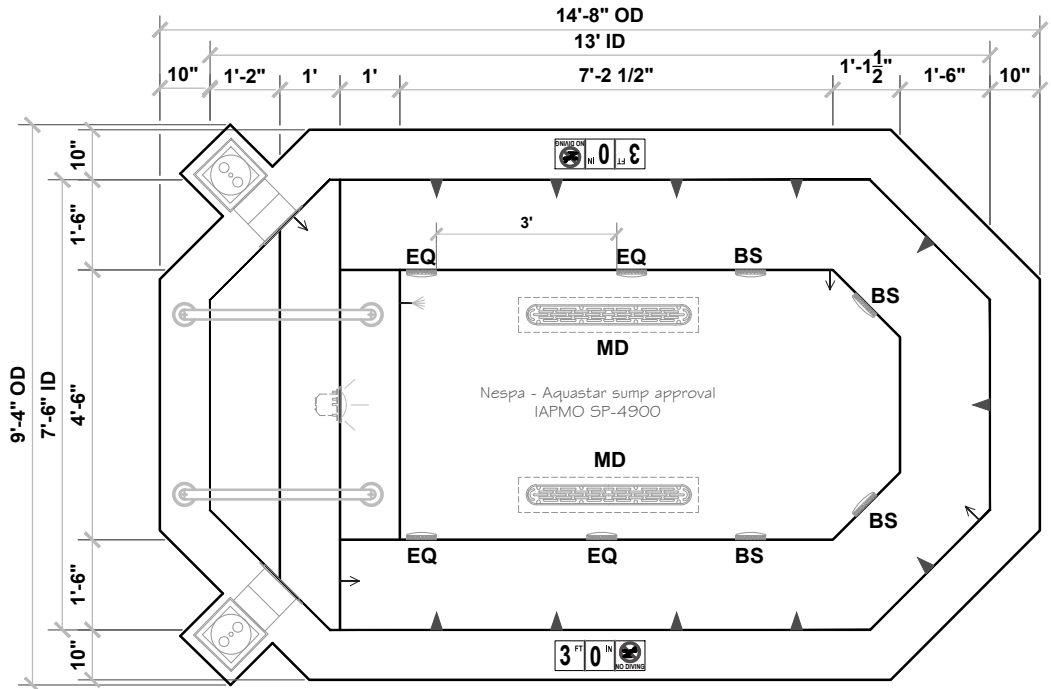 14'-8" OD
13' ID
10" 1'-2" 1' 1' 7'-2 1/2" 1'-1 1/2" 1'-6" 10"
9'-4" OD
7'-6" ID
10"
1'-6"
4'-6"
1'-6"
10"
3 FT 0 IN NO DIVING
3'
EQ EQ BS
BS
MD
Nespa - Aquastar sump approval
IAPMO SP-4900
MD
BS
EQ EQ BS
3 FT 0 IN NO DIVING